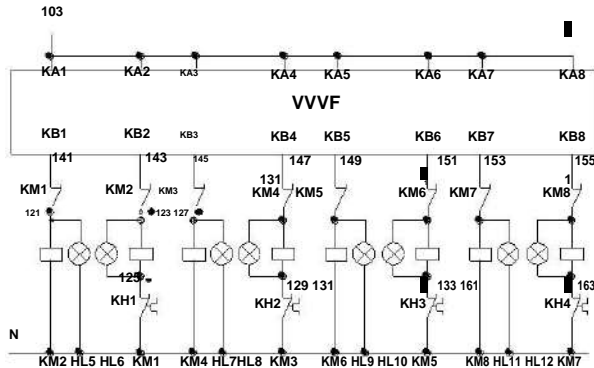 103
KA1 KA2 KA3 KA4 KA5 KA6 KA7 KA8
VVVF
KB1 KB2 KB3 KB4 KB5 KB6 KB7 KB8
141 143 145 147 149 151 153 155
131 1
KM1 KM2 KM3 KM4 KM5 KM6 KM7 KM8
121 123 127
125 129 131 133 161 163
KH1 KH2 KH3 KH4
N
KM2 HL5 HL6 KM1 KM4 HL7 HL8 KM3 KM6 HL9 HL10 KM5 KM8 HL11 HL12 KM7